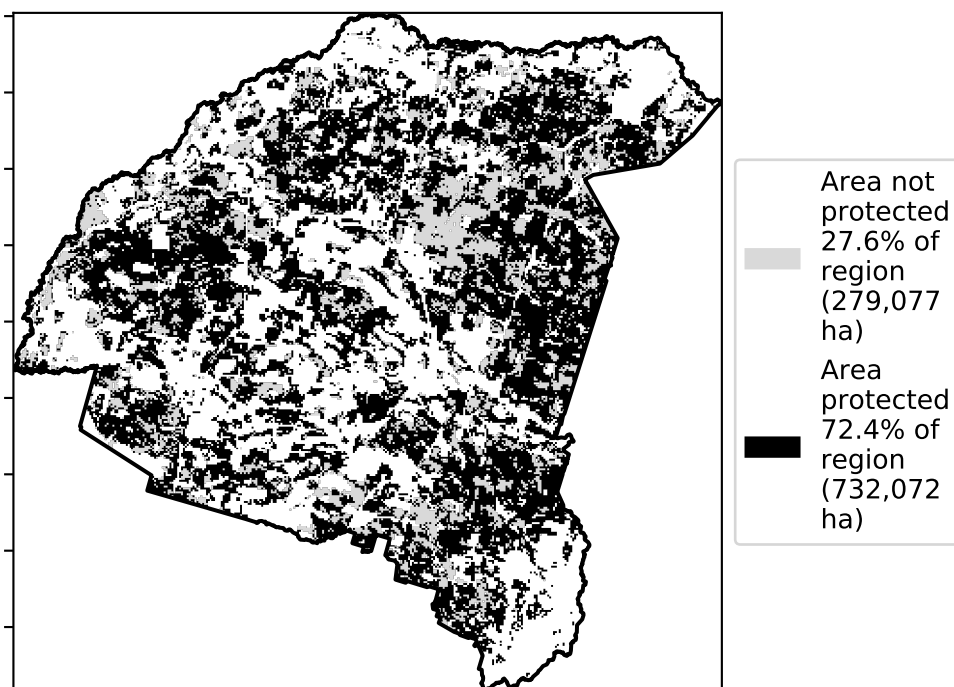 Area not
protected
27.6% of
region
(279,077
ha)
Area
protected
72.4% of
region
(732,072
ha)